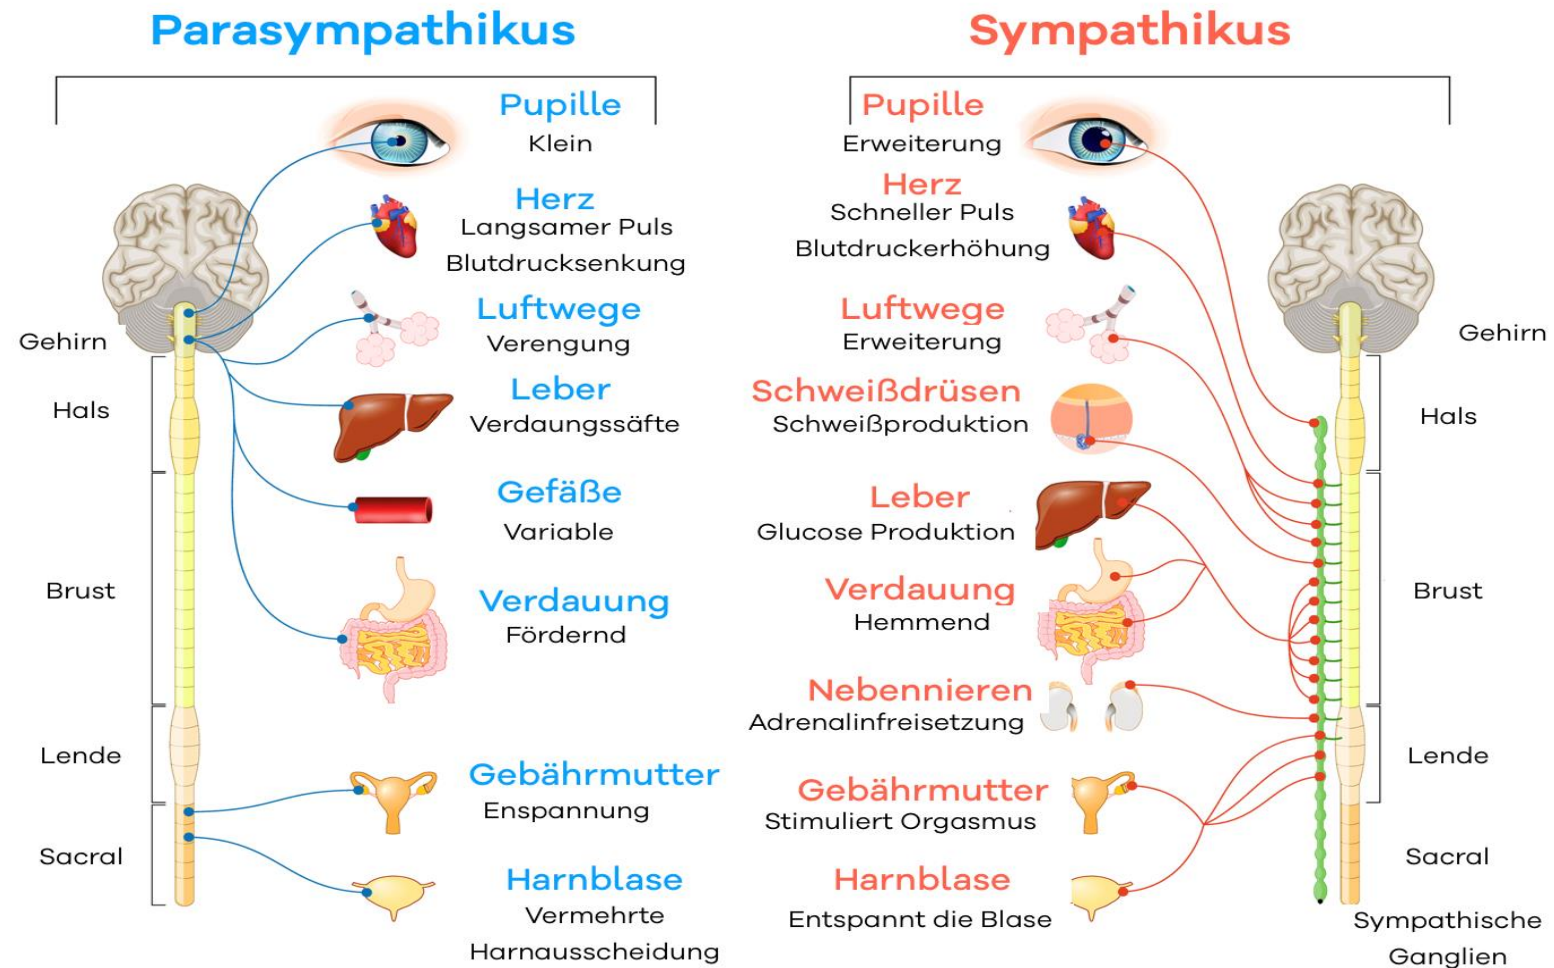 Parasympathikus
Pupille
Klein
Herz
Langsamer Puls
Blutdrucksenkung
Luftwege
Verengung
Leber
Verdaungssäfte
Gefäße
Variable
Verdauung
Fördernd
Gebährmutter
Enspannung
Harnblase
Vermehrte
Harnausscheidung
Gehirn
Hals
Brust
Lende
Sacral
Sympathikus
Pupille
Erweiterung
Herz
Schneller Puls
Blutdruckerhöhung
Luftwege
Erweiterung
Schweißdrüsen
Schweißproduktion
Leber
Glucose Produktion
Verdauung
Hemmend
Nebennieren
Adrenalinfreisetzung
Gebährmutter
Stimuliert Orgasmus
Harnblase
Entspannt die Blase
Gehirn
Hals
Brust
Lende
Sacral
Sympathische
Ganglien